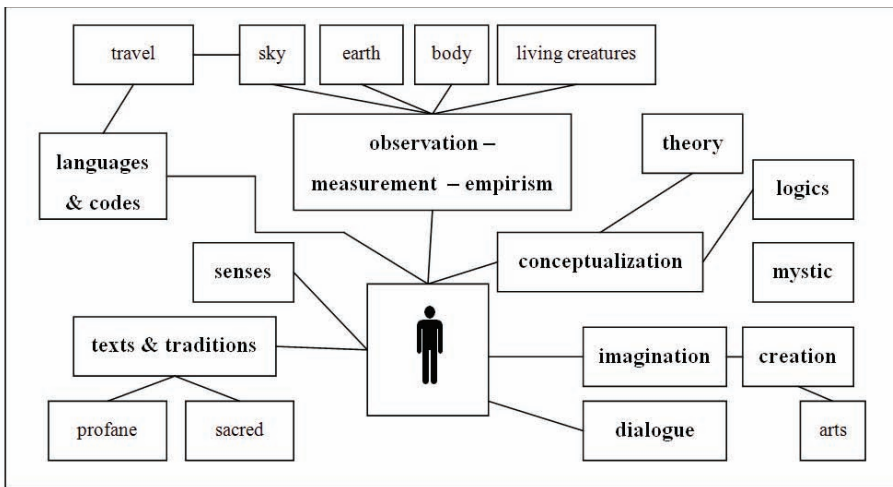 travel
sky
earth
body
living creatures
languages
& codes
observation –
measurement – empirism
theory
logics
senses
conceptualization
mystic
texts & traditions
imagination
creation
profane
sacred
dialogue
arts